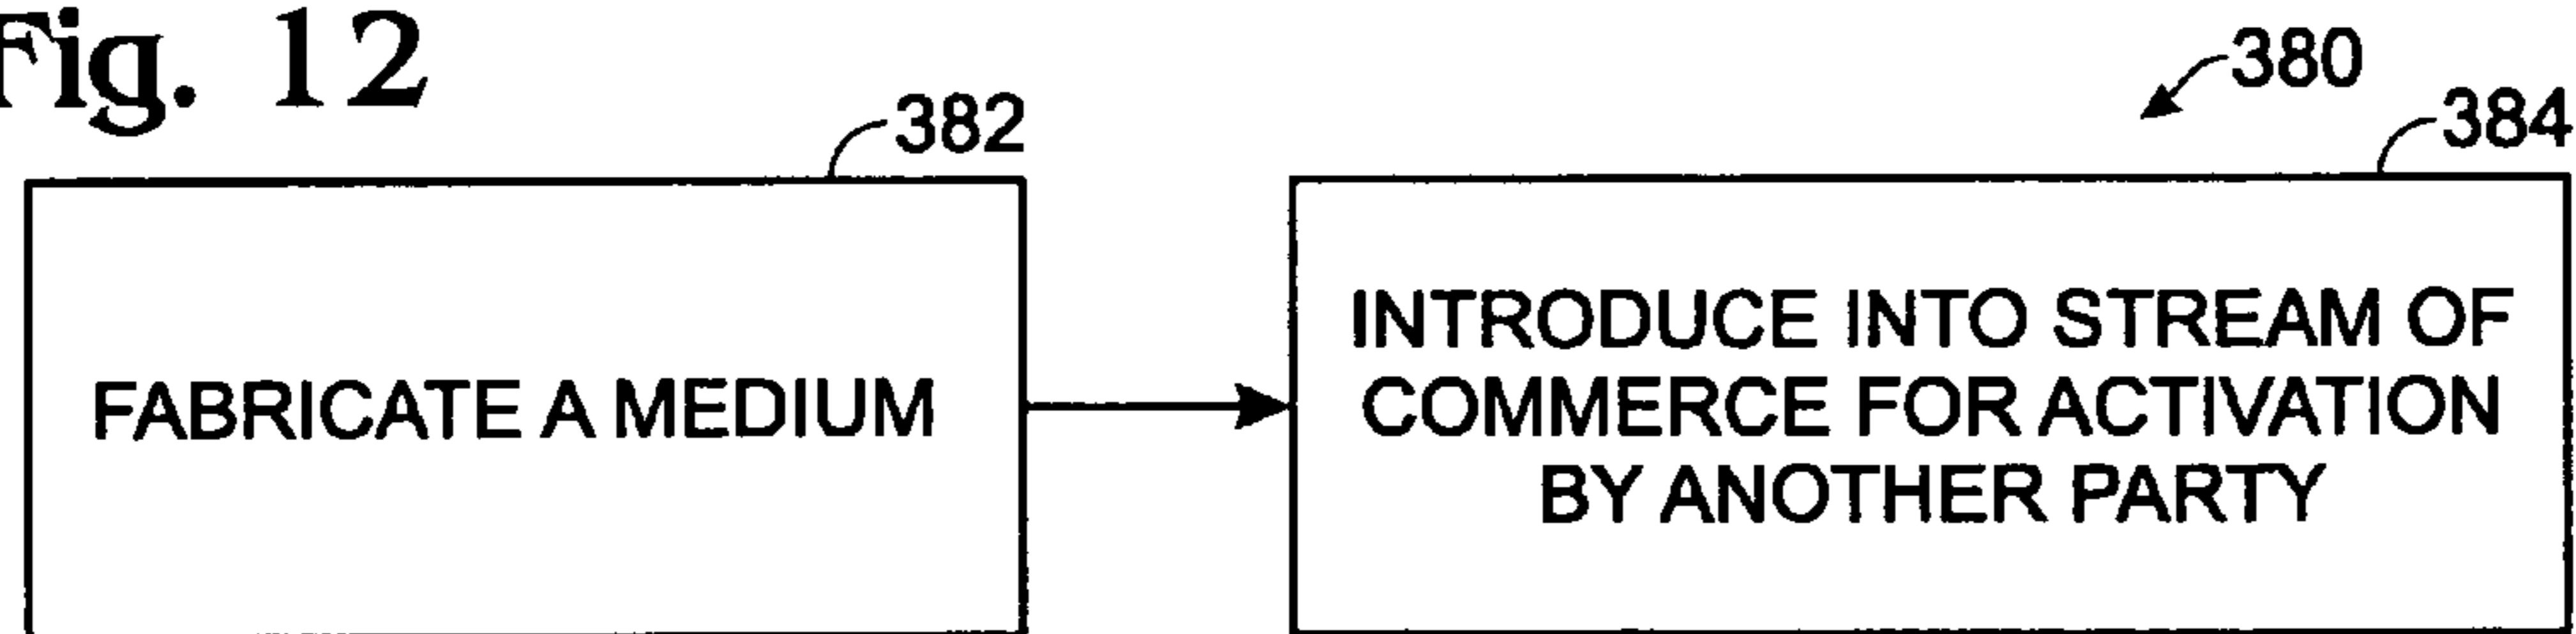 Fig. 12
380
382
384
FABRICATE A MEDIUM
INTRODUCE INTO STREAM OF
COMMERCE FOR ACTIVATION
BY ANOTHER PARTY